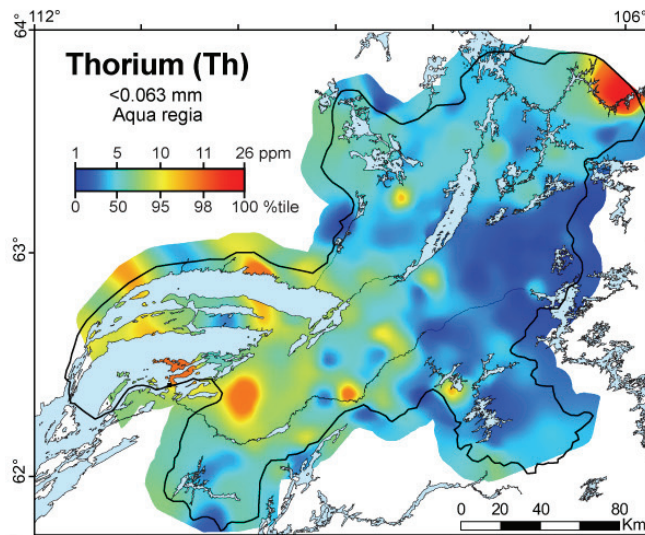 64°
112°
106°
Thorium (Th)
<0.063 mm
Aqua regia
1 5 10 11 26 ppm
0 50 95 98 100 %tile
63°
62°
0 20 40 60 80
Km